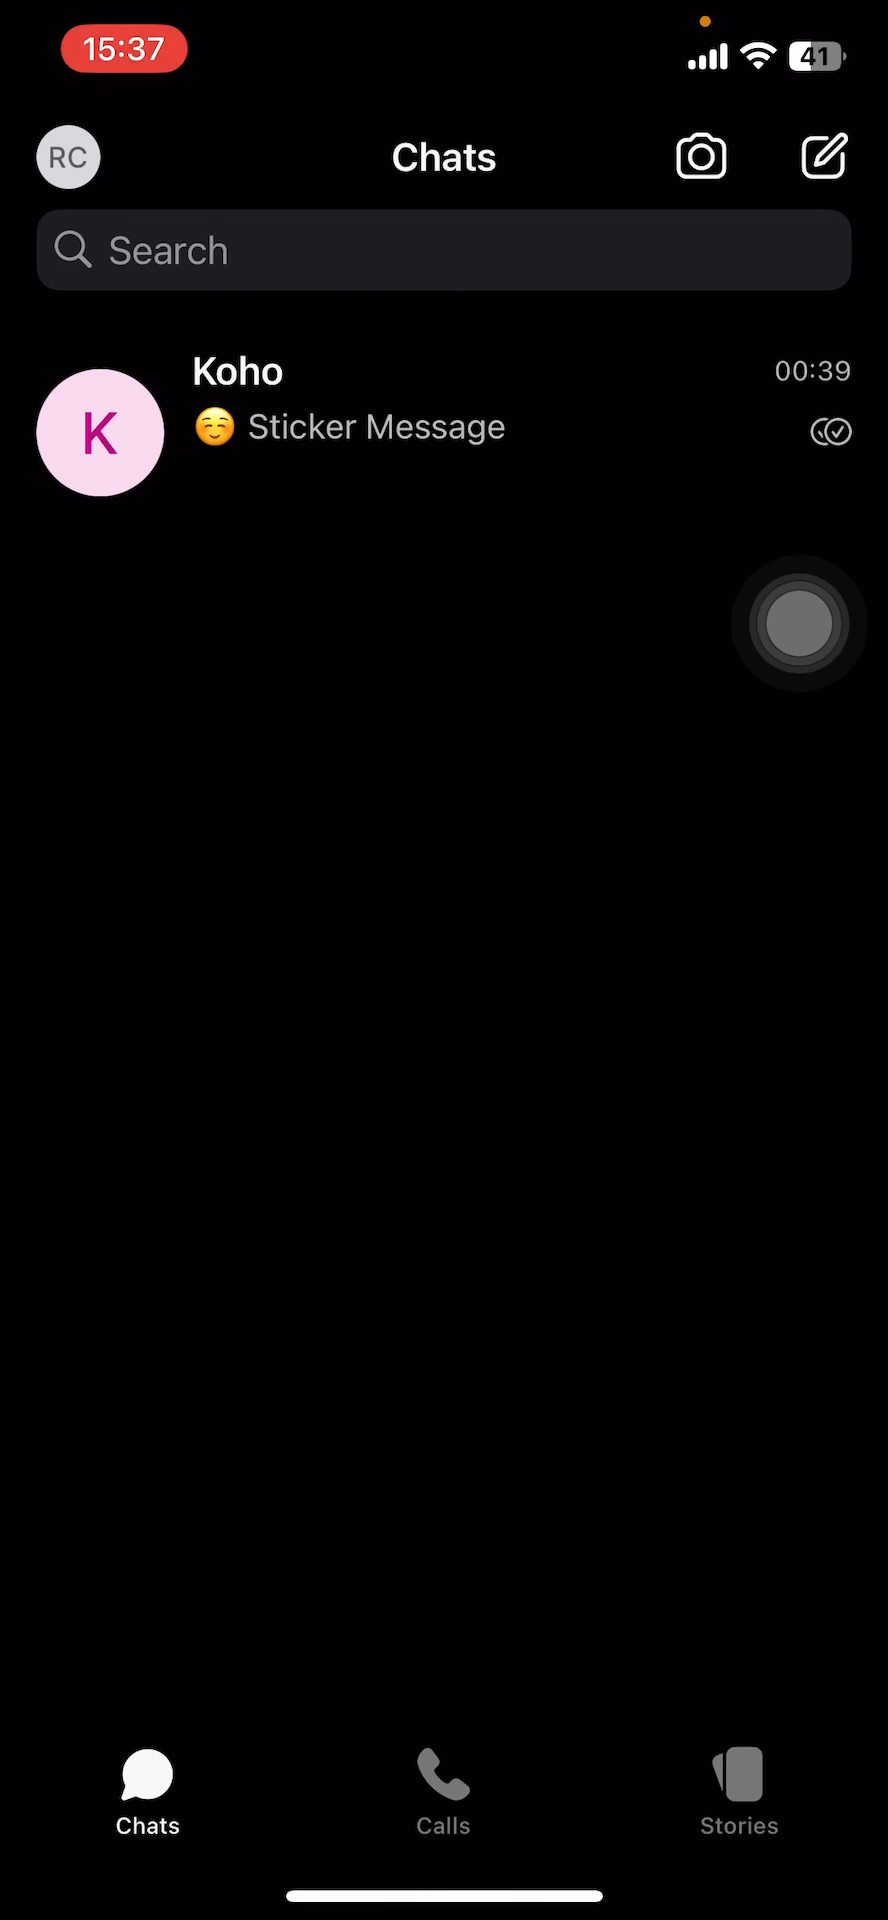 15:37
41
RC
Chats
Search
Koho
00:39
☺️ Sticker Message
K
Chats
Calls
Stories